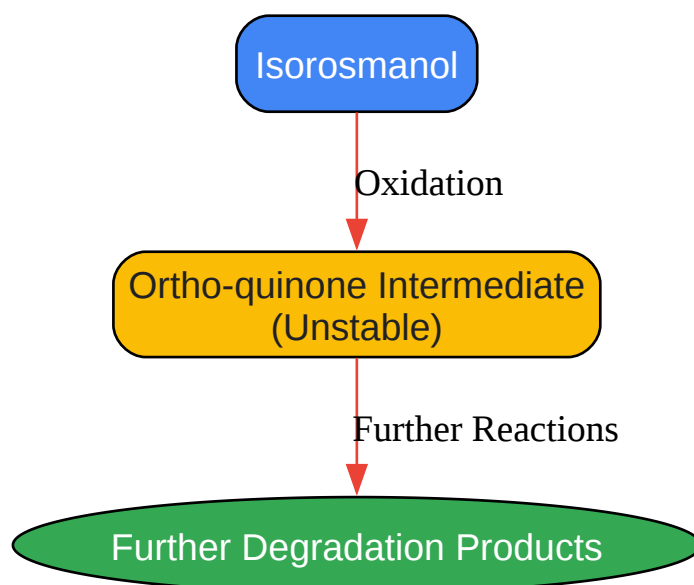 Isorosmanol
Oxidation
Ortho-quinone Intermediate
(Unstable)
Further Reactions
Further Degradation Products